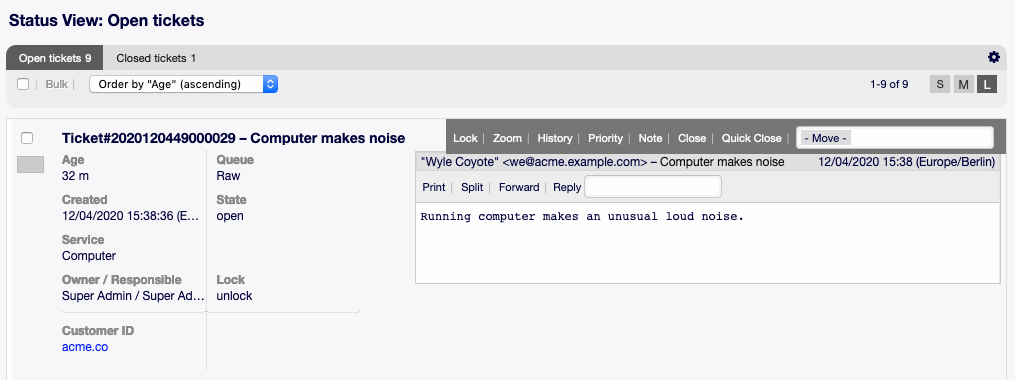 Status View: Open tickets
Open tickets 9
Closed tickets 1
Bulk
Order by "Age" (ascending)
1-9 of 9
S
M
L
Ticket#2020120449000029 – Computer makes noise
Lock | Zoom | History | Priority | Note | Close | Quick Close |
- Move -
Age
32 m
Queue
Raw
Created
12/04/2020 15:38:36 (E...
State
open
Service
Computer
Owner / Responsible
Super Admin / Super Ad...
Lock
unlock
Customer ID
acme.co
"Wyle Coyote" <we@acme.example.com> – Computer makes noise
12/04/2020 15:38 (Europe/Berlin)
Print | Split | Forward | Reply
Running computer makes an unusual loud noise.